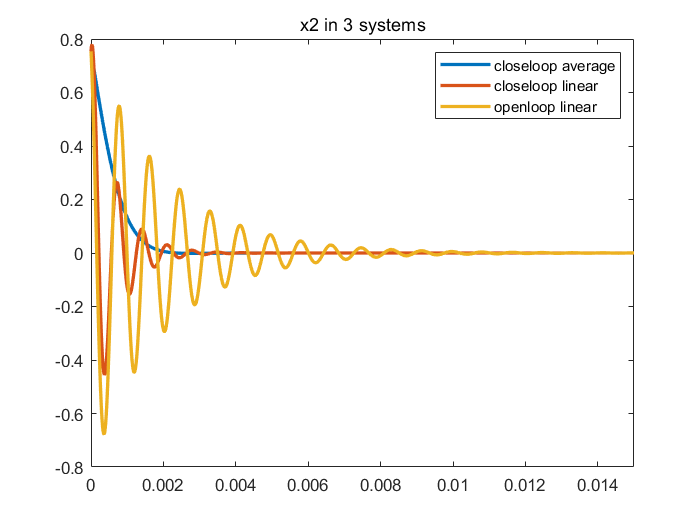 x2 in 3 systems
closeloop average
closeloop linear
openloop linear
0.8
0.6
0.4
0.2
0
-0.2
-0.4
-0.6
-0.8
0 0.002 0.004 0.006 0.008 0.01 0.012 0.014